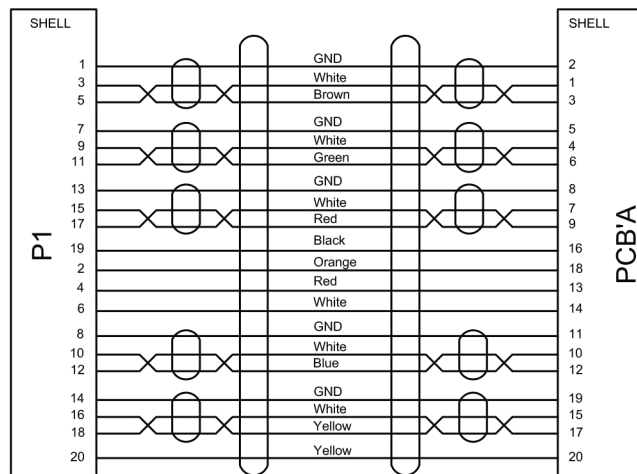 SHELL SHELL
1 GND 2
3 White 1
5 Brown 3
7 GND 5
9 White 4
11 Green 6
13 GND 8
15 White 7
17 Red 9
19 Black 16
2 Orange 18
4 Red 13
6 White 14
8 GND 11
10 White 10
12 Blue 12
14 GND 19
16 White 15
18 Yellow 17
20 Yellow 20
P1
PCB'A